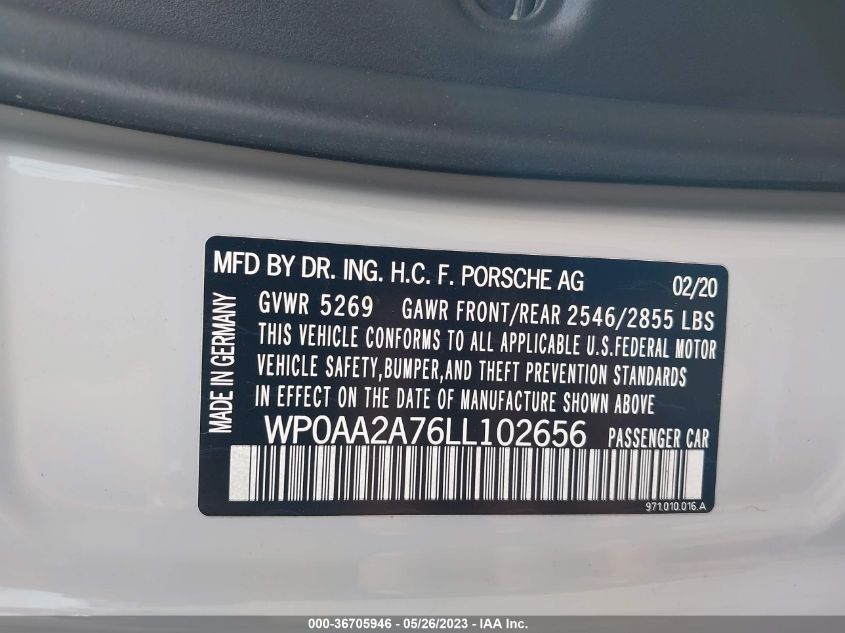 MFD BY DR. ING. H.C. F. PORSCHE AG 02/20
GVWR 5269 GAWR FRONT/REAR 2546/2855 LBS
THIS VEHICLE CONFORMS TO ALL APPLICABLE U.S.FEDERAL MOTOR
VEHICLE SAFETY,BUMPER,AND THEFT PREVENTION STANDARDS
IN EFFECT ON THE DATE OF MANUFACTURE SHOWN ABOVE
WP0AA2A76LL102656 PASSENGER CAR
971.010.016.A
MADE IN GERMANY
000-36705946 / 05/26/2023 - IAA Inc.